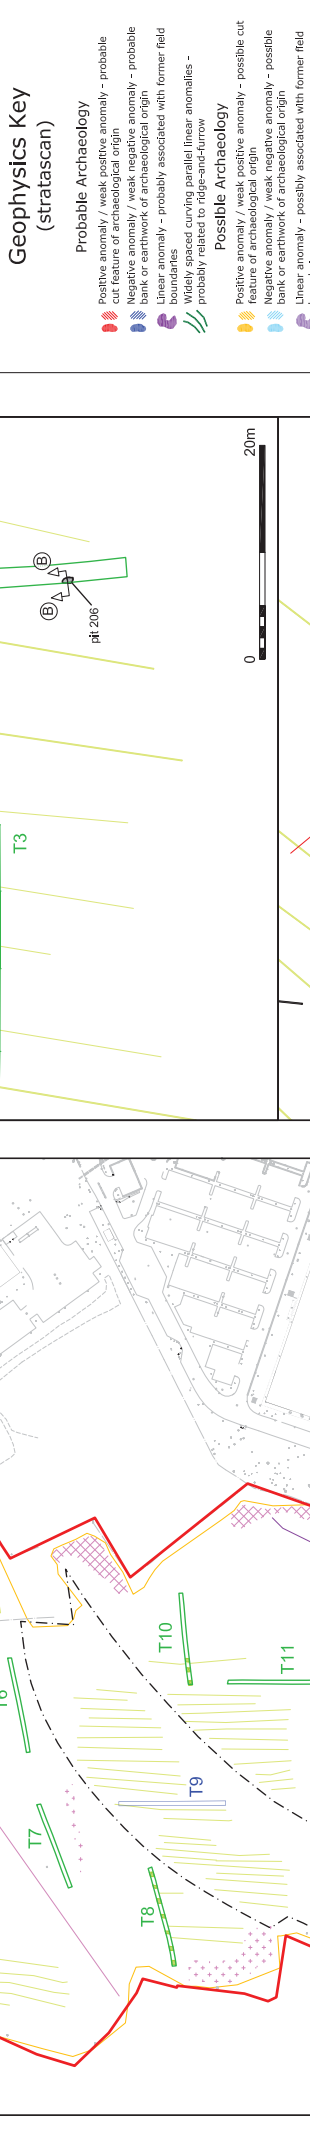 Geophysics Key
(stratascan)
Probable Archaeology
Positive anomaly / weak positive anomaly - probable
cut feature of archaeological origin
Negative anomaly / weak negative anomaly - probable
bank or earthwork of archaeological origin
Linear anomaly - probably associated with former field
boundaries
Widely spaced curving parallel linear anomalies -
probably related to ridge-and-furrow
Possible Archaeology
Positive anomaly / weak positive anomaly - possible cut
feature of archaeological origin
Negative anomaly / weak negative anomaly - possible
bank or earthwork of archaeological origin
Linear anomaly - possibly associated with former field
B
B
pit 206
0
20m
T3
T7
T8
T9
T10
T11